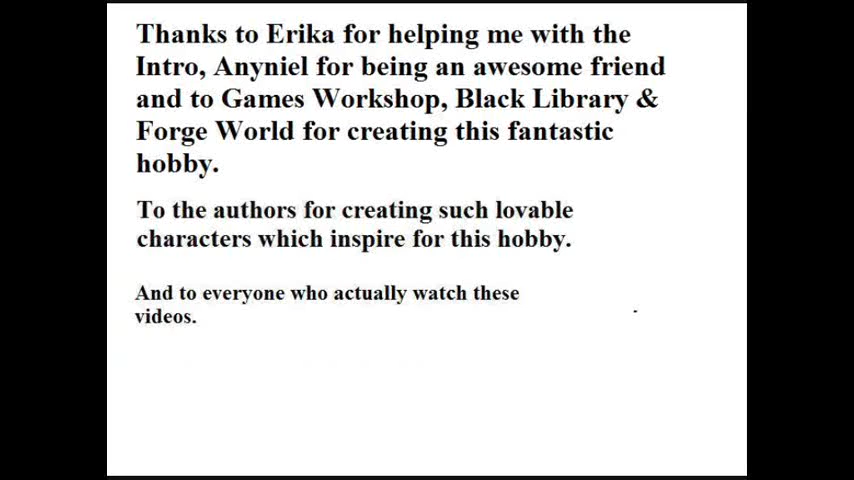 Thanks to Erika for helping me with the
Intro, Anyniel for being an awesome friend
and to Games Workshop, Black Library &
Forge World for creating this fantastic
hobby.
To the authors for creating such lovable
characters which inspire for this hobby.
And to everyone who actually watch these
videos.